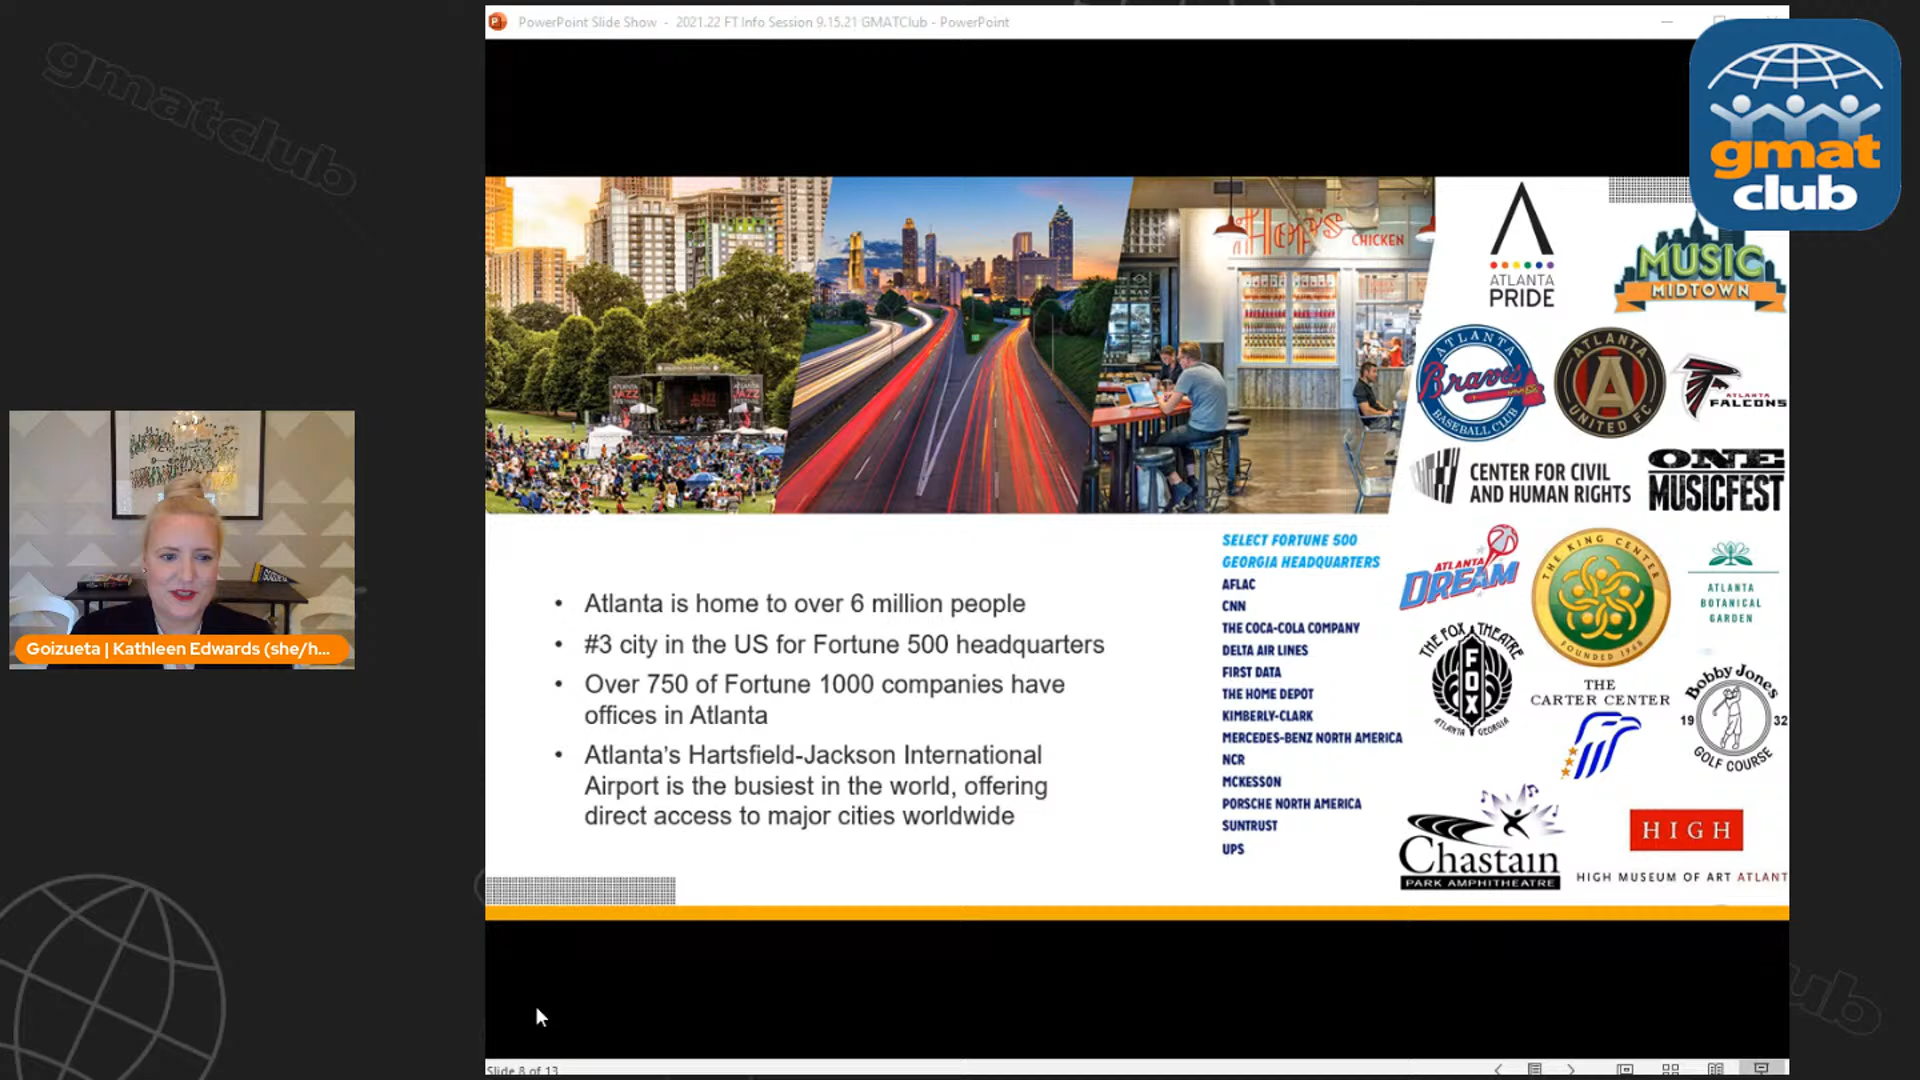 PowerPoint Slide Show - 2021.22 FT Info Session 9.15.21 GMATClub - PowerPoint
gmatclub
gmat
club
Hop's
CHICKEN
ATLANTA
JAZZ
FESTIVAL
ATLANTA
JAZZ
ATLANTA
PRIDE
MUSIC
MIDTOWN
ATLANTA
Braves
BASEBALL CLUB
ATLANTA
A
UNITED FC
ATLANTA
FALCONS
CENTER FOR CIVIL
AND HUMAN RIGHTS
ONE
MUSICFEST
Goizueta | Kathleen Edwards (she/h...
• Atlanta is home to over 6 million people
• #3 city in the US for Fortune 500 headquarters
• Over 750 of Fortune 1000 companies have
offices in Atlanta
• Atlanta's Hartsfield-Jackson International
Airport is the busiest in the world, offering
direct access to major cities worldwide
SELECT FORTUNE 500
GEORGIA HEADQUARTERS
AFLAC
CNN
THE COCA-COLA COMPANY
DELTA AIR LINES
FIRST DATA
THE HOME DEPOT
KIMBERLY-CLARK
MERCEDES-BENZ NORTH AMERICA
NCR
MCKESSON
PORSCHE NORTH AMERICA
SUNTRUST
UPS
ATLANTA
DREAM
THE KING CENTER
FOUNDED 1968
ATLANTA
BOTANICAL
GARDEN
THE FOX THEATRE
FOX
ATLANTA GEORGIA
THE
CARTER CENTER
Bobby Jones
19 32
GOLF COURSE
Chastain
PARK AMPHITHEATRE
HIGH
HIGH MUSEUM OF ART ATLANT
Slide 8 of 13
ub